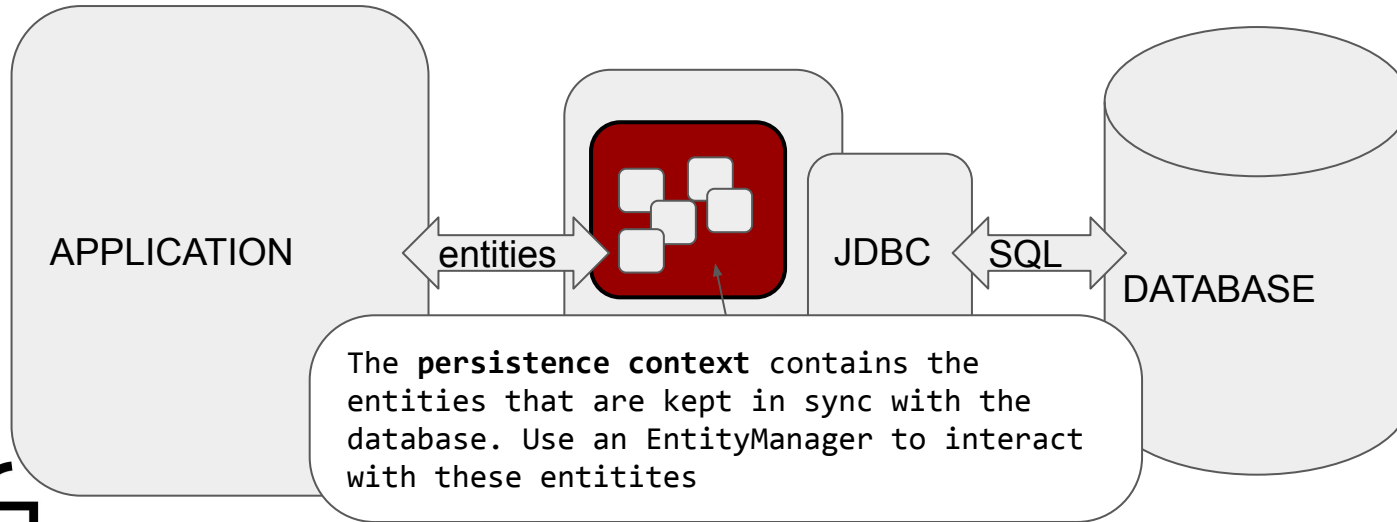 APPLICATION
entities
JDBC
SQL
DATABASE
The persistence context contains the
entities that are kept in sync with the
database. Use an EntityManager to interact
with these entitites